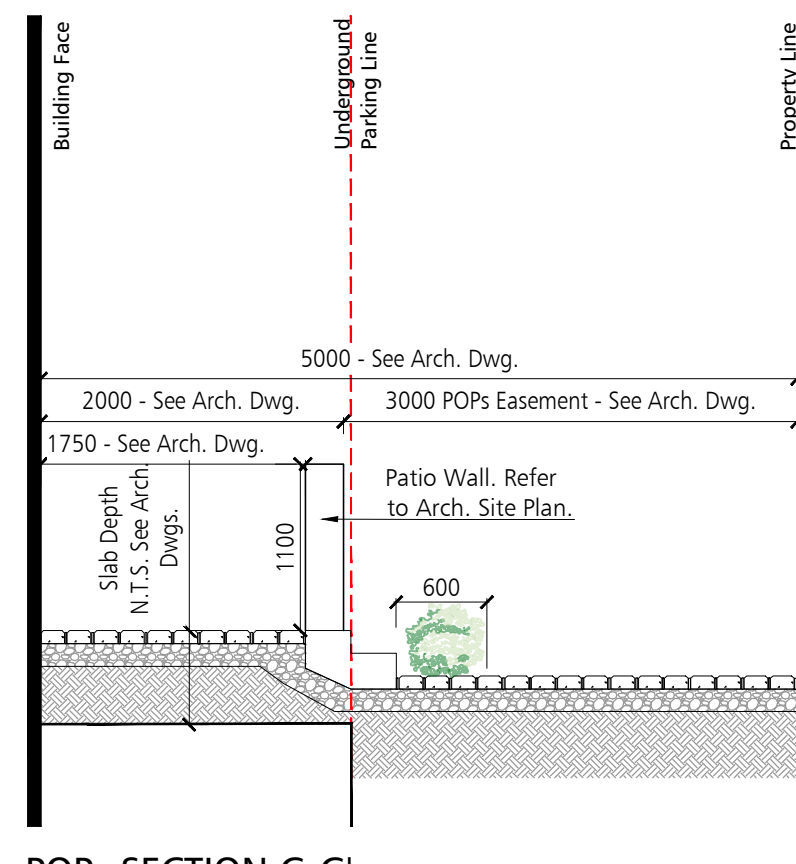 Building Face
Underground
Parking Line
Property Line
5000 - See Arch. Dwg.
2000 - See Arch. Dwg.
3000 POPs Easement - See Arch. Dwg.
1750 - See Arch. Dwg.
Slab Depth
N.T.S. See Arch.
Dwgs.
1100
Patio Wall. Refer
to Arch. Site Plan.
600